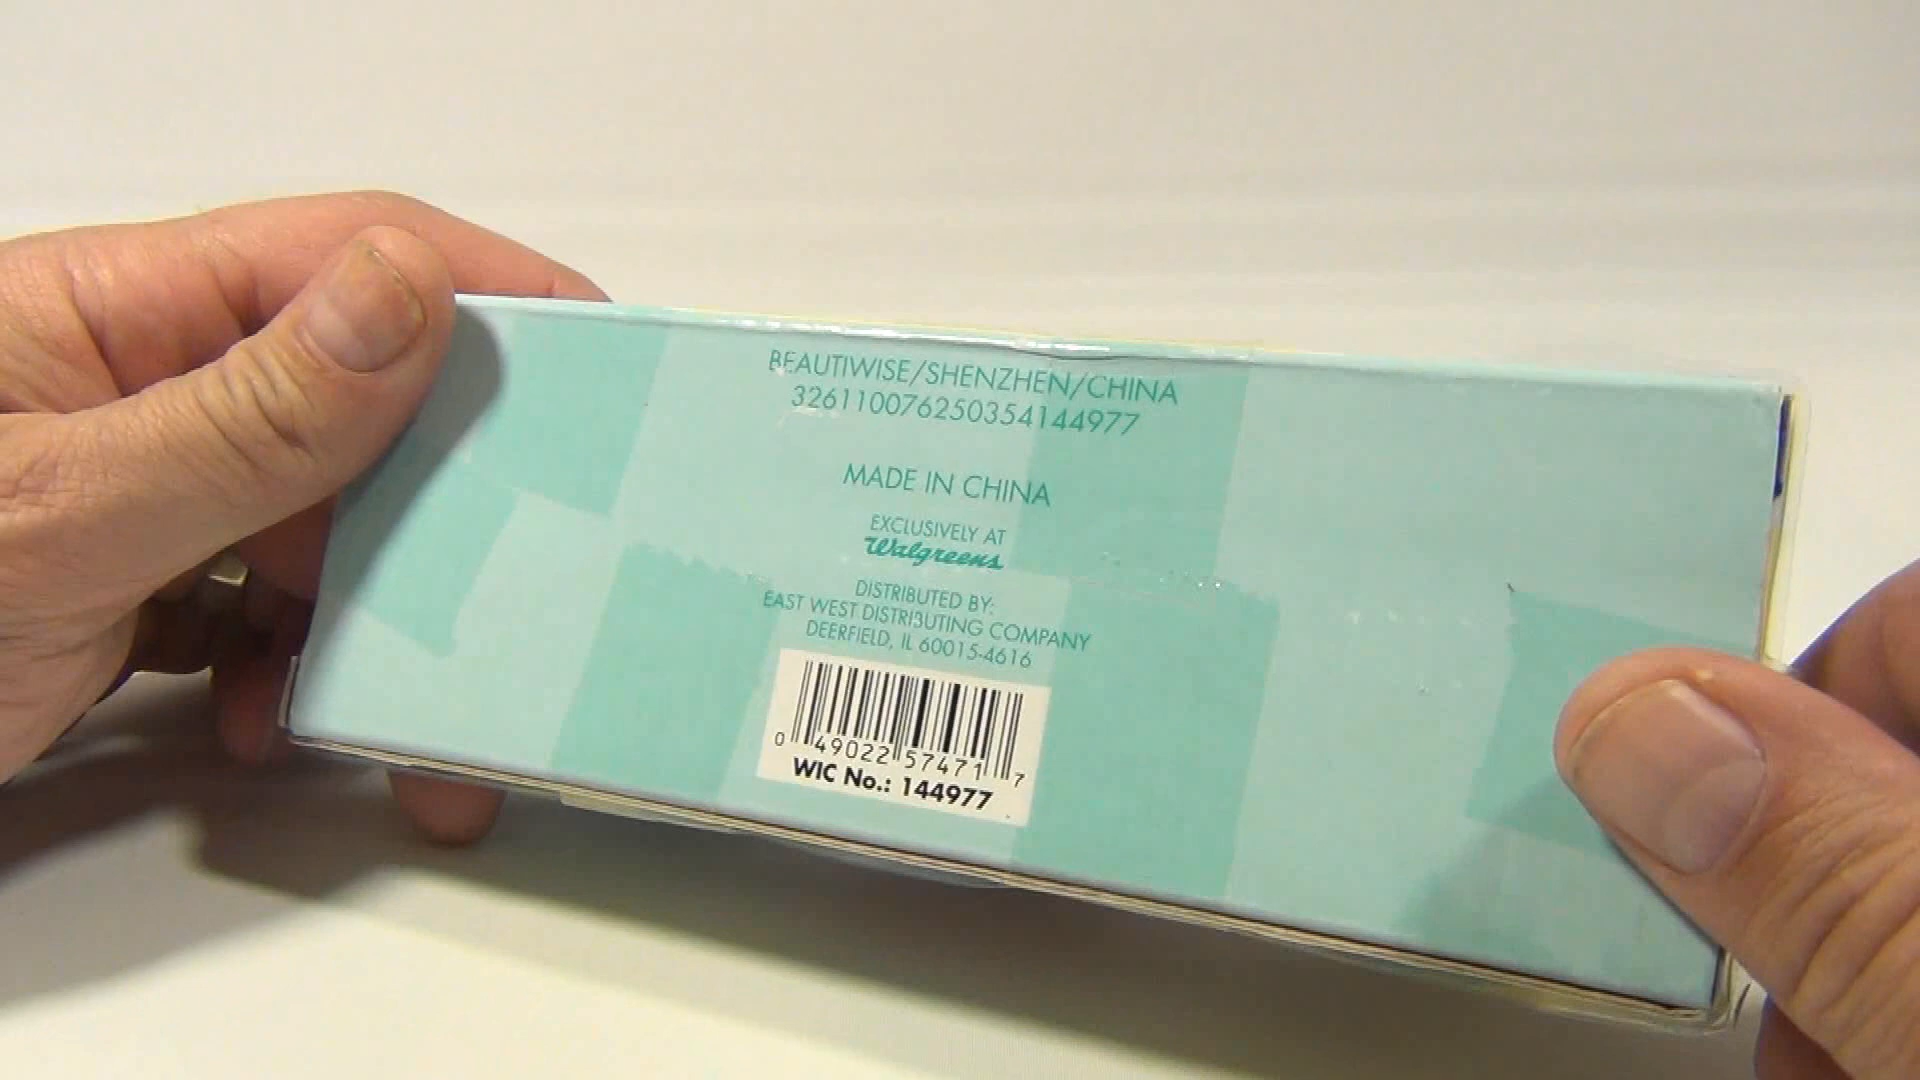 BEAUTIWISE/SHENZHEN/CHINA
326110076250354144977
MADE IN CHINA
EXCLUSIVELY AT
Walgreens
DISTRIBUTED BY:
EAST WEST DISTRIBUTING COMPANY
DEERFIELD, IL 60015-4616
0 49022 57471 7
WIC No.: 144977